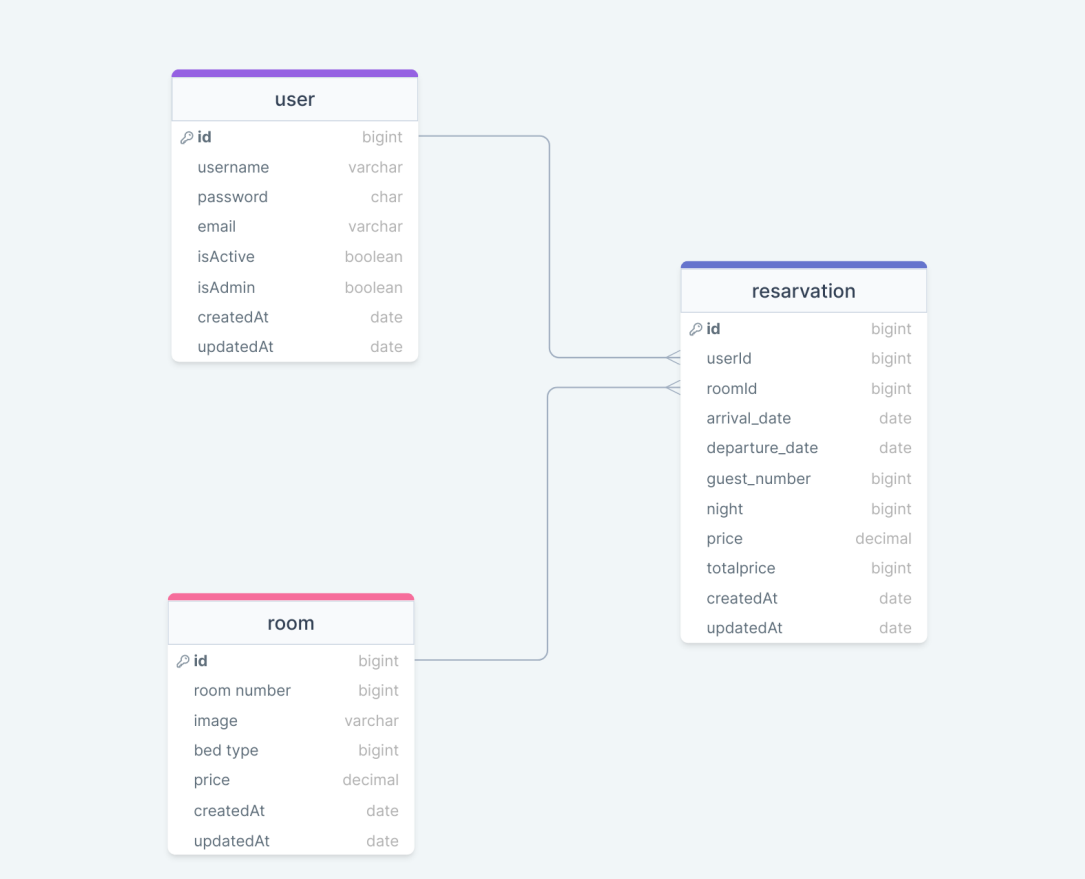 user
id bigint
username varchar
password char
email varchar
isActive boolean
isAdmin boolean
createdAt date
updatedAt date
resarvation
id bigint
userId bigint
roomId bigint
arrival_date date
departure_date date
guest_number bigint
night bigint
price decimal
totalprice bigint
createdAt date
updatedAt date
room
id bigint
room number bigint
image varchar
bed type bigint
price decimal
createdAt date
updatedAt date